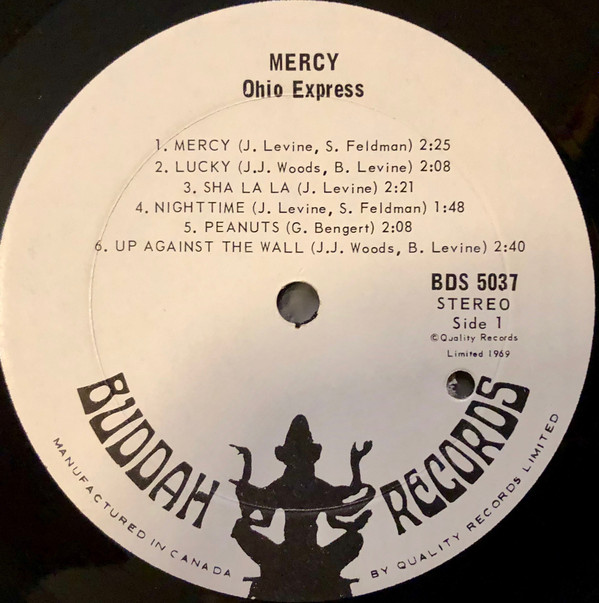 MERCY
Ohio Express
1. MERCY (J. Levine, S. Feldman) 2:25
2. LUCKY (J.J. Woods, B. Levine) 2:08
3. SHA LA LA (J. Levine) 2:21
4. NIGHTTIME (J. Levine, S. Feldman) 1:48
5. PEANUTS (G. Bengert) 2:08
6. UP AGAINST THE WALL (J.J. Woods, B. Levine) 2:40
BDS 5037
STEREO
Side 1
©Quality Records
Limited 1969
BUDDAH RECORDS
MANUFACTURED IN CANADA BY QUALITY RECORDS LIMITED